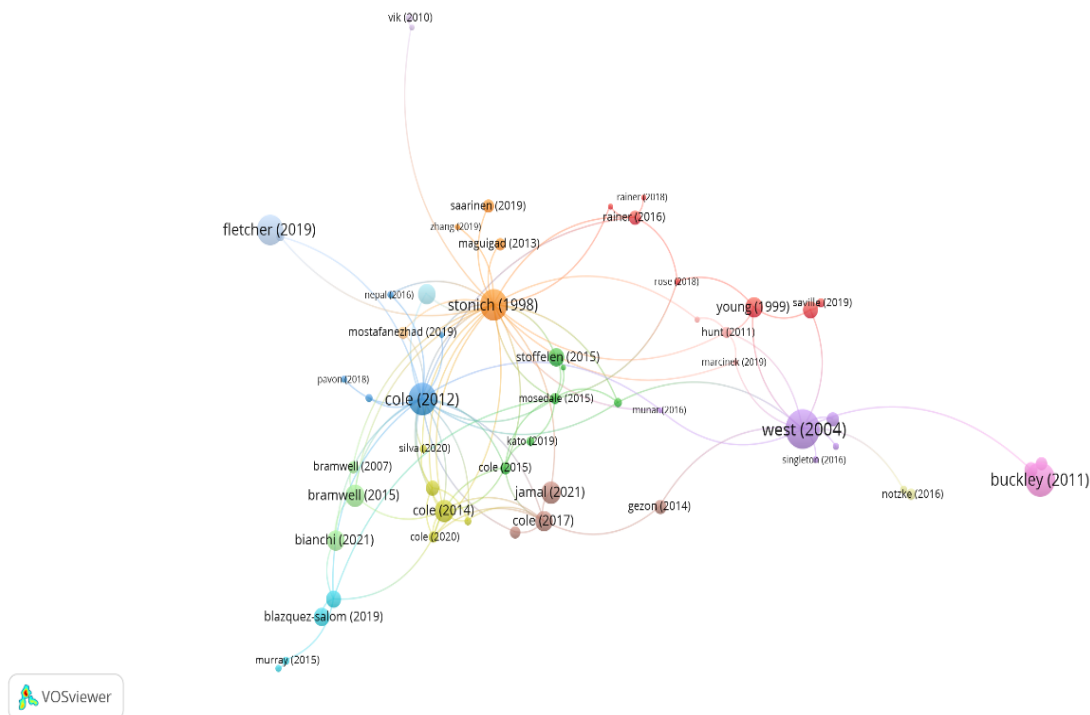 vik (2010)
rainer (2018)
saarinen (2019)
rainer (2016)
zhang (2019)
fletcher (2019)
maguigad (2013)
rose (2018)
nepal (2016)
stonich (1998)
young (1999)
saville (2019)
mostafanezhad (2019)
hunt (2011)
stoffelen (2015)
marcinek (2019)
pavon (2018)
cole (2012)
mosedale (2015)
munar (2016)
west (2004)
kato (2019)
silva (2020)
singleton (2016)
bramwell (2007)
cole (2015)
buckley (2011)
bramwell (2015)
jamal (2021)
notzke (2016)
gezon (2014)
cole (2014)
cole (2017)
cole (2020)
bianchi (2021)
blazquez-salom (2019)
murray (2015)
VOSviewer